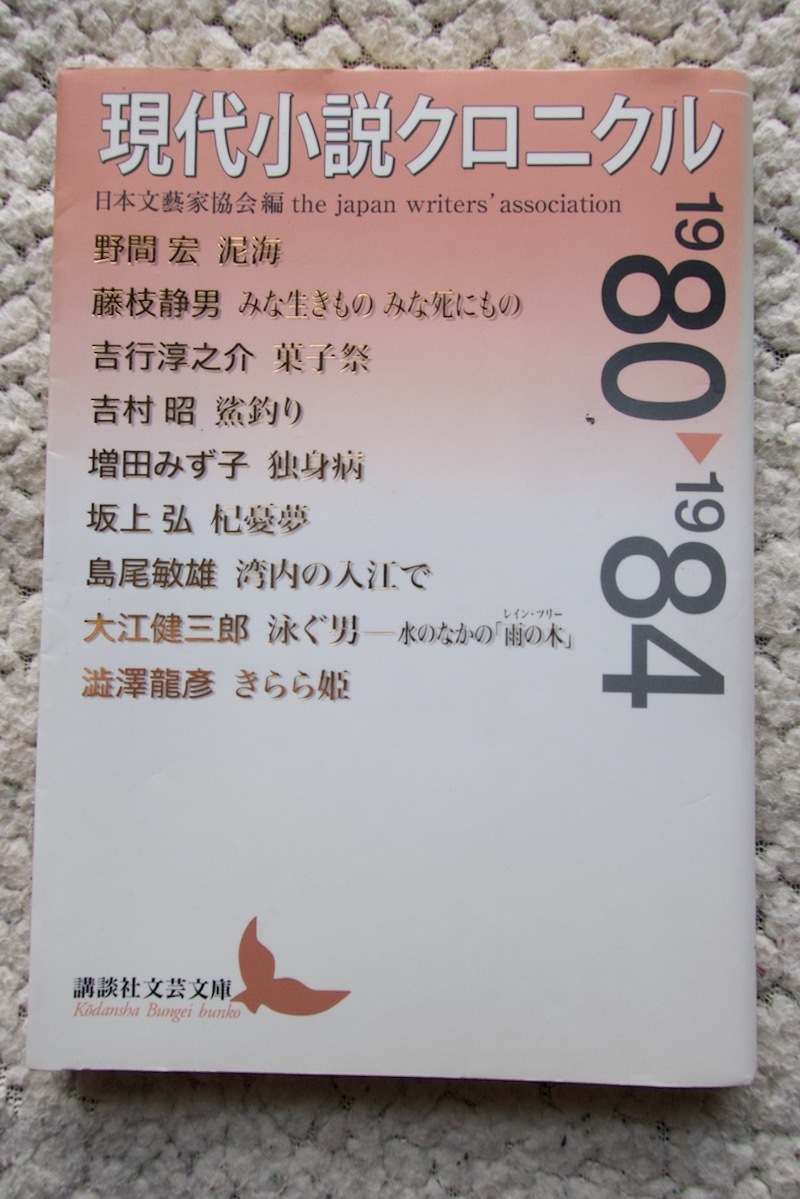 現代小説クロニクル
日本文藝家協会編 the japan writers' association
1980▶1984
野間 宏 泥海
藤枝静男 みな生きもの みな死にもの
吉行淳之介 菓子祭
吉村 昭 鯊釣り
増田みず子 独身病
坂上 弘 杞憂夢
島尾敏雄 湾内の入江で
レイン・ツリー
大江健三郎 泳ぐ男──水のなかの「雨の木」
澁澤龍彥 きらら姫
講談社文芸文庫
Kōdansha Bungei bunko